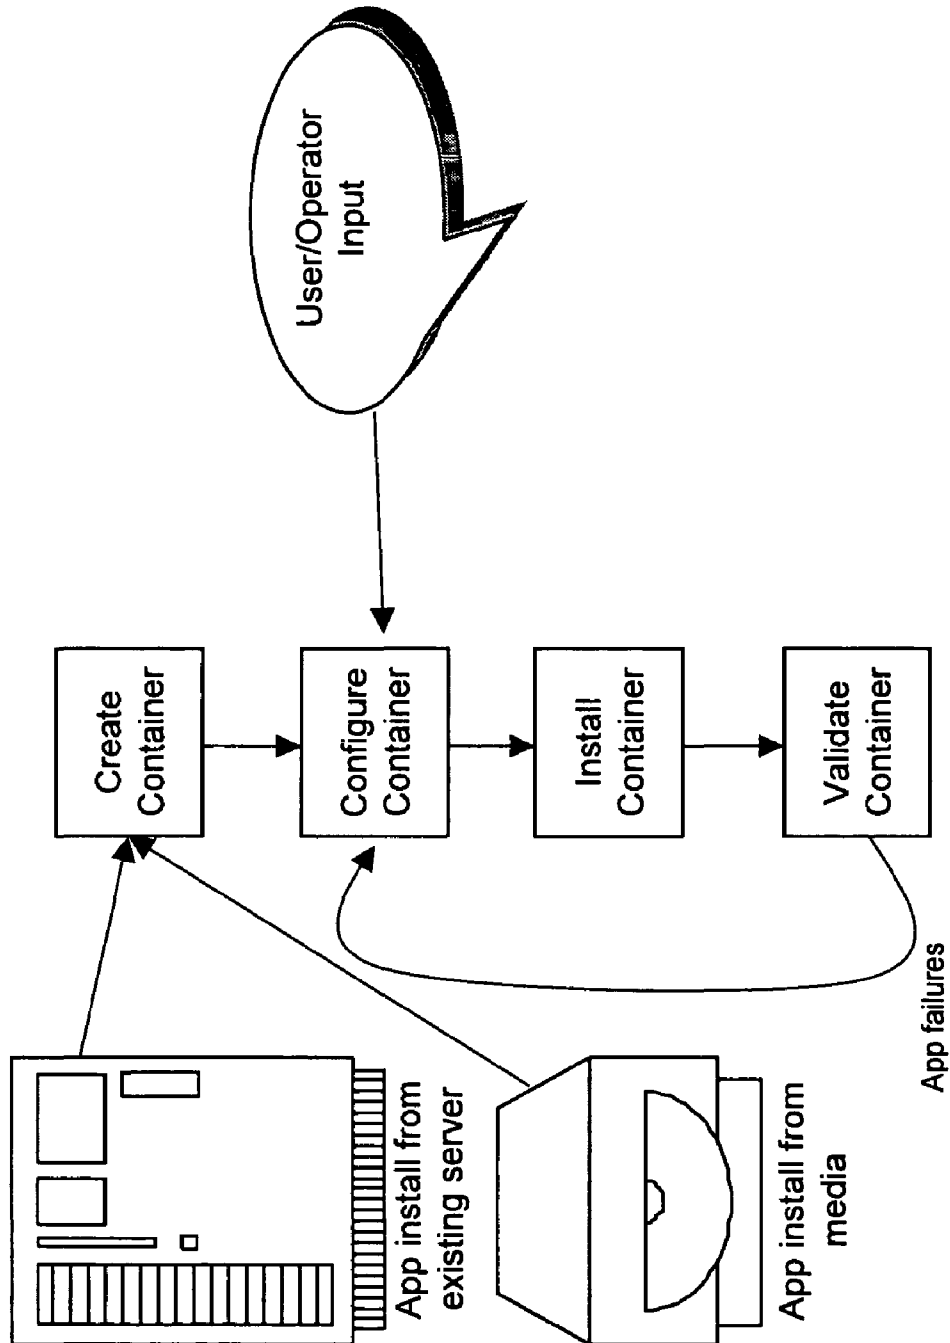 Create
Container
Configure
Container
Install
Container
Validate
Container
User/Operator
Input
App install from
existing server
App install from
media
App failures